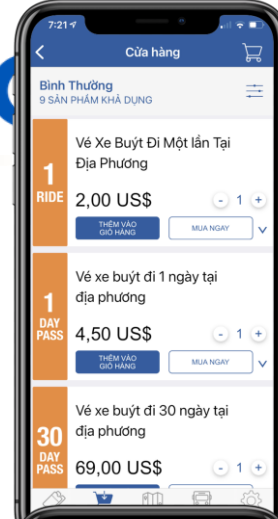 7:21
Cửa hàng
Bình Thường
9 SẢN PHẨM KHẢ DỤNG
1
RIDE
Vé Xe Buýt Đi Một lần Tại
Địa Phương
2,00 US$
- 1 +
THÊM VÀO
GIỎ HÀNG
MUA NGAY
1
DAY
PASS
Vé xe buýt đi 1 ngày tại
địa phương
4,50 US$
- 1 +
THÊM VÀO
GIỎ HÀNG
MUA NGAY
30
DAY
PASS
Vé xe buýt đi 30 ngày tại
địa phương
69,00 US$
- 1 +